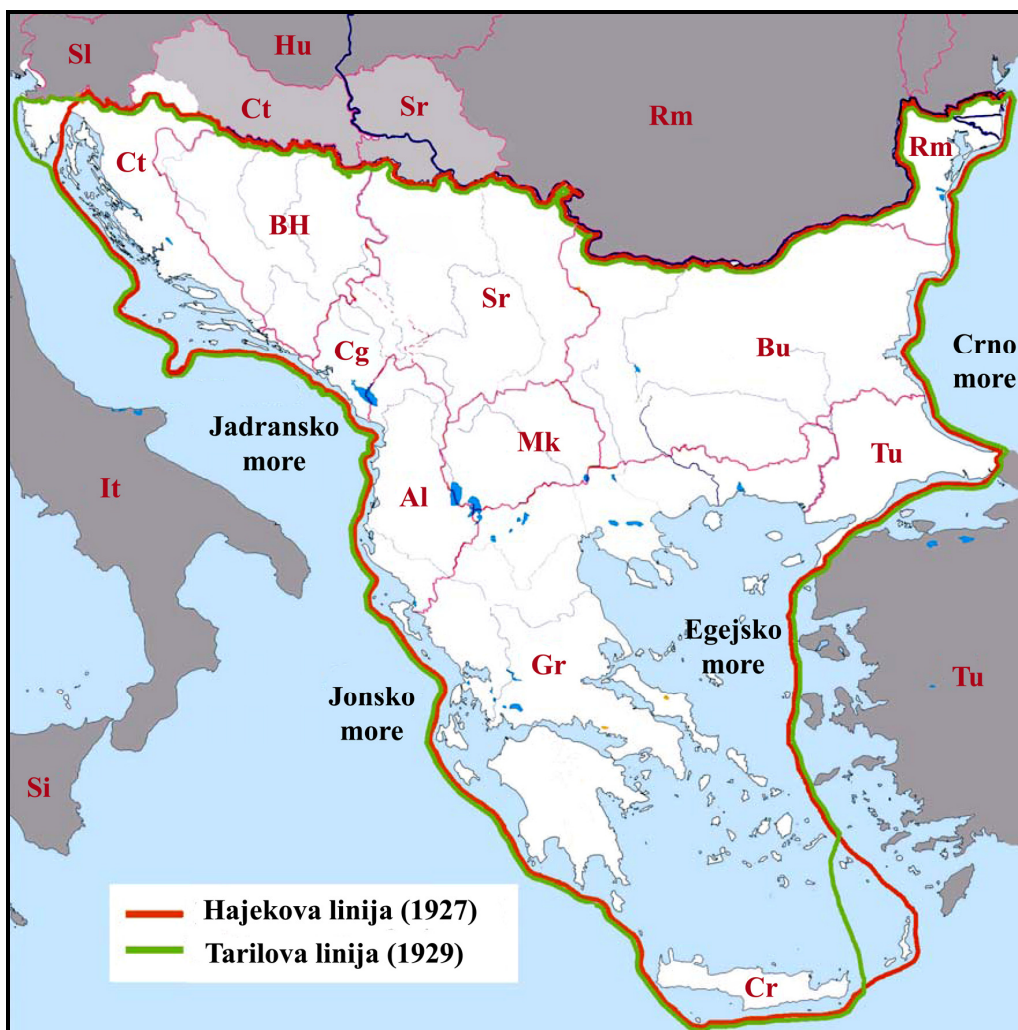 Sl
Hu
Ct
Sr
Rm
Rm
Ct
BH
Sr
Cg
Bu
Crno
more
Jadransko
more
Mk
Tu
It
Al
Egejsko
more
Gr
Tu
Jonsko
more
Si
Hajekova linija (1927)
Tarilova linija (1929)
Cr